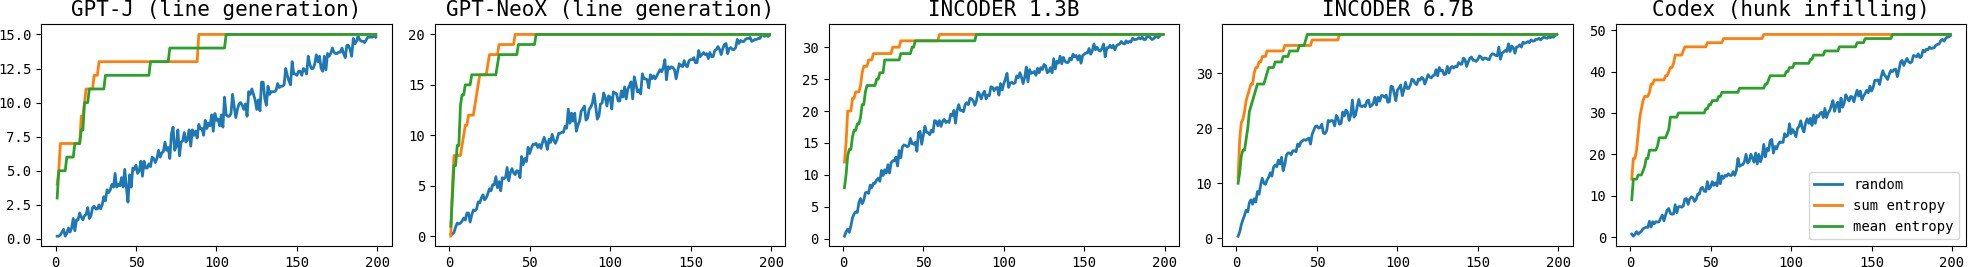 GPT-J (line generation)
15.0
12.5
10.0
7.5
5.0
2.5
0.0
0 50 100 150 200
GPT-NeoX (line generation)
20
15
10
5
0
0 50 100 150 200
INCODER 1.3B
30
25
20
15
10
5
0
0 50 100 150 200
INCODER 6.7B
30
20
10
0
0 50 100 150 200
Codex (hunk infilling)
50
40
30
20
10
0
0 50 100 150 200
random
sum entropy
mean entropy